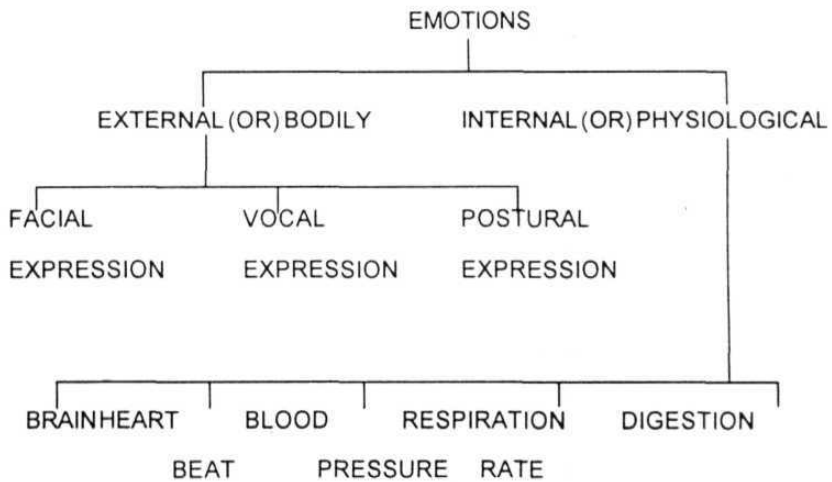 EMOTIONS
EXTERNAL (OR) BODILY INTERNAL (OR) PHYSIOLOGICAL
FACIAL VOCAL POSTURAL
EXPRESSION EXPRESSION EXPRESSION
BRAINHEART BLOOD RESPIRATION DIGESTION
BEAT PRESSURE RATE